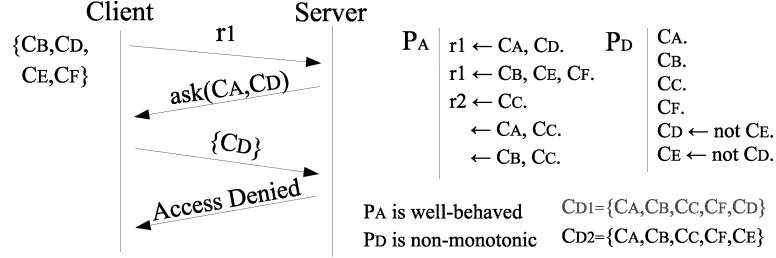 Client
Server
{CB,CD,
CE,CF}
r1
ask(CA,CD)
{CD}
Access Denied
PA
r1 ← CA, CD.
r1 ← CB, CE, CF.
r2 ← CC.
← CA, CC.
← CB, CC.
PD
CA.
CB.
CC.
CF.
CD ← not CE.
CE ← not CD.
PA is well-behaved
PD is non-monotonic
CD1={CA,CB,CC,CF,CD}
CD2={CA,CB,CC,CF,CE}